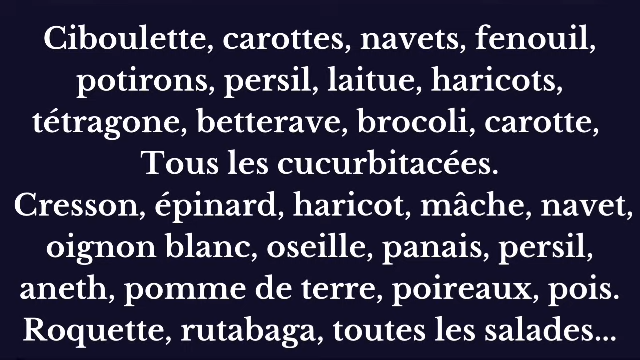 Ciboulette, carottes, navets, fenouil,
potirons, persil, laitue, haricots,
tétragone, betterave, brocoli, carotte,
Tous les cucurbitacées.
Cresson, épinard, haricot, mâche, navet,
oignon blanc, oseille, panais, persil,
aneth, pomme de terre, poireaux, pois.
Roquette, rutabaga, toutes les salades...